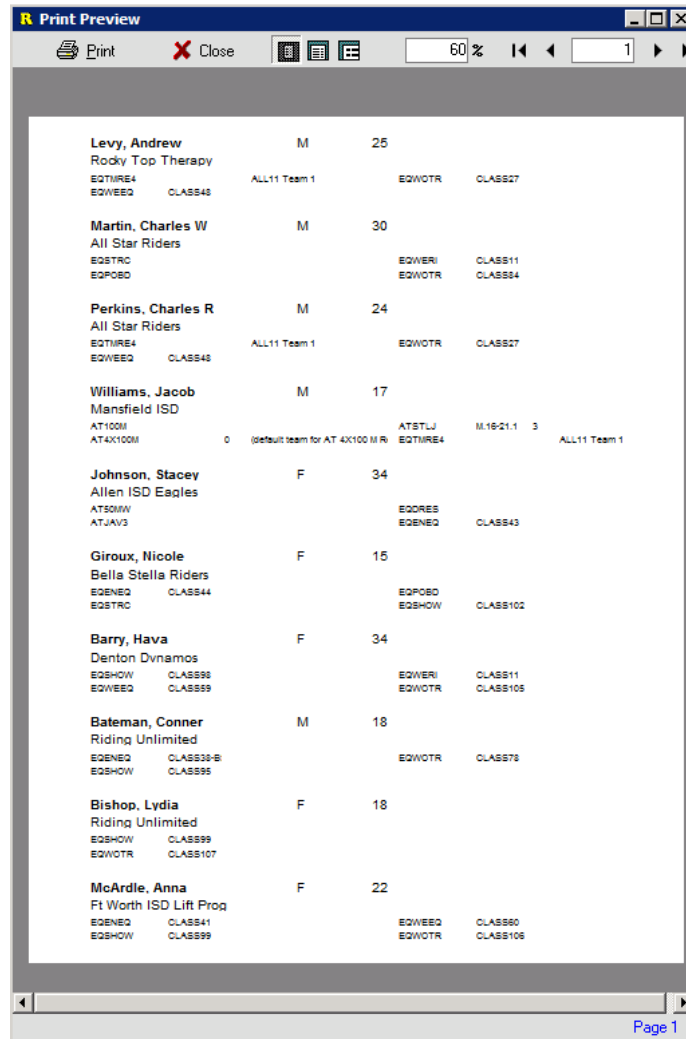 R Print Preview
Print Close 60 % 1
Levy, Andrew M 25
Rocky Top Therapy
EQTMRE4 ALL11 Team 1 EQWOTR CLASS27
EQWEEQ CLASS48
Martin, Charles W M 30
All Star Riders
EQSTRC EQWERI CLASS11
EQPOBD EQWOTR CLASS84
Perkins, Charles R M 24
All Star Riders
EQTMRE4 ALL11 Team 1 EQWOTR CLASS27
EQWEEQ CLASS48
Williams, Jacob M 17
Mansfield ISD
AT100M ATSTLJ M.16-21.1 3
AT4X100M 0 (default team for AT 4X100 M R EQTMRE4 ALL11 Team 1
Johnson, Stacey F 34
Allen ISD Eagles
AT50MW EQDRES
ATJAV3 EQENEQ CLASS43
Giroux, Nicole F 15
Bella Stella Riders
EQENEQ CLASS44 EQPOBD
EQSTRC EQSHOW CLASS102
Barry, Hava F 34
Denton Dynamos
EQSHOW CLASS98 EQWERI CLASS11
EQWEEQ CLASS59 EQWOTR CLASS105
Bateman, Conner M 18
Riding Unlimited
EQENEQ CLASS38-B EQWOTR CLASS78
EQSHOW CLASS95
Bishop, Lydia F 18
Riding Unlimited
EQSHOW CLASS99
EQWOTR CLASS107
McArdle, Anna F 22
Ft Worth ISD Lift Prog
EQENEQ CLASS41 EQWEEQ CLASS60
EQSHOW CLASS99 EQWOTR CLASS106
Page 1